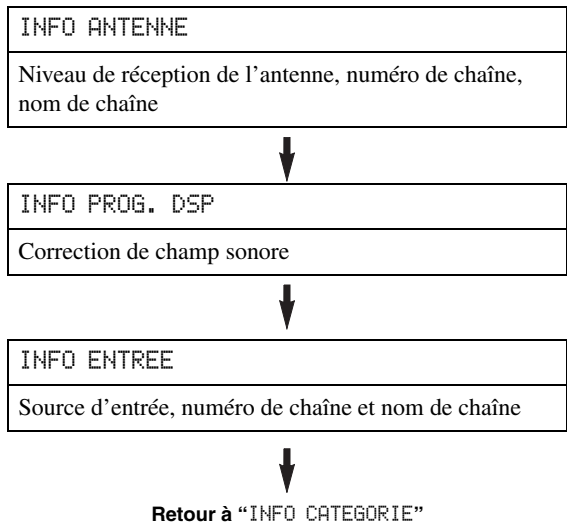 INFO ANTENNE
Niveau de réception de l'antenne, numéro de chaîne,
nom de chaîne
INFO PROG. DSP
Correction de champ sonore
INFO ENTREE
Source d'entrée, numéro de chaîne et nom de chaîne
Retour à “INFO CATEGORIE”